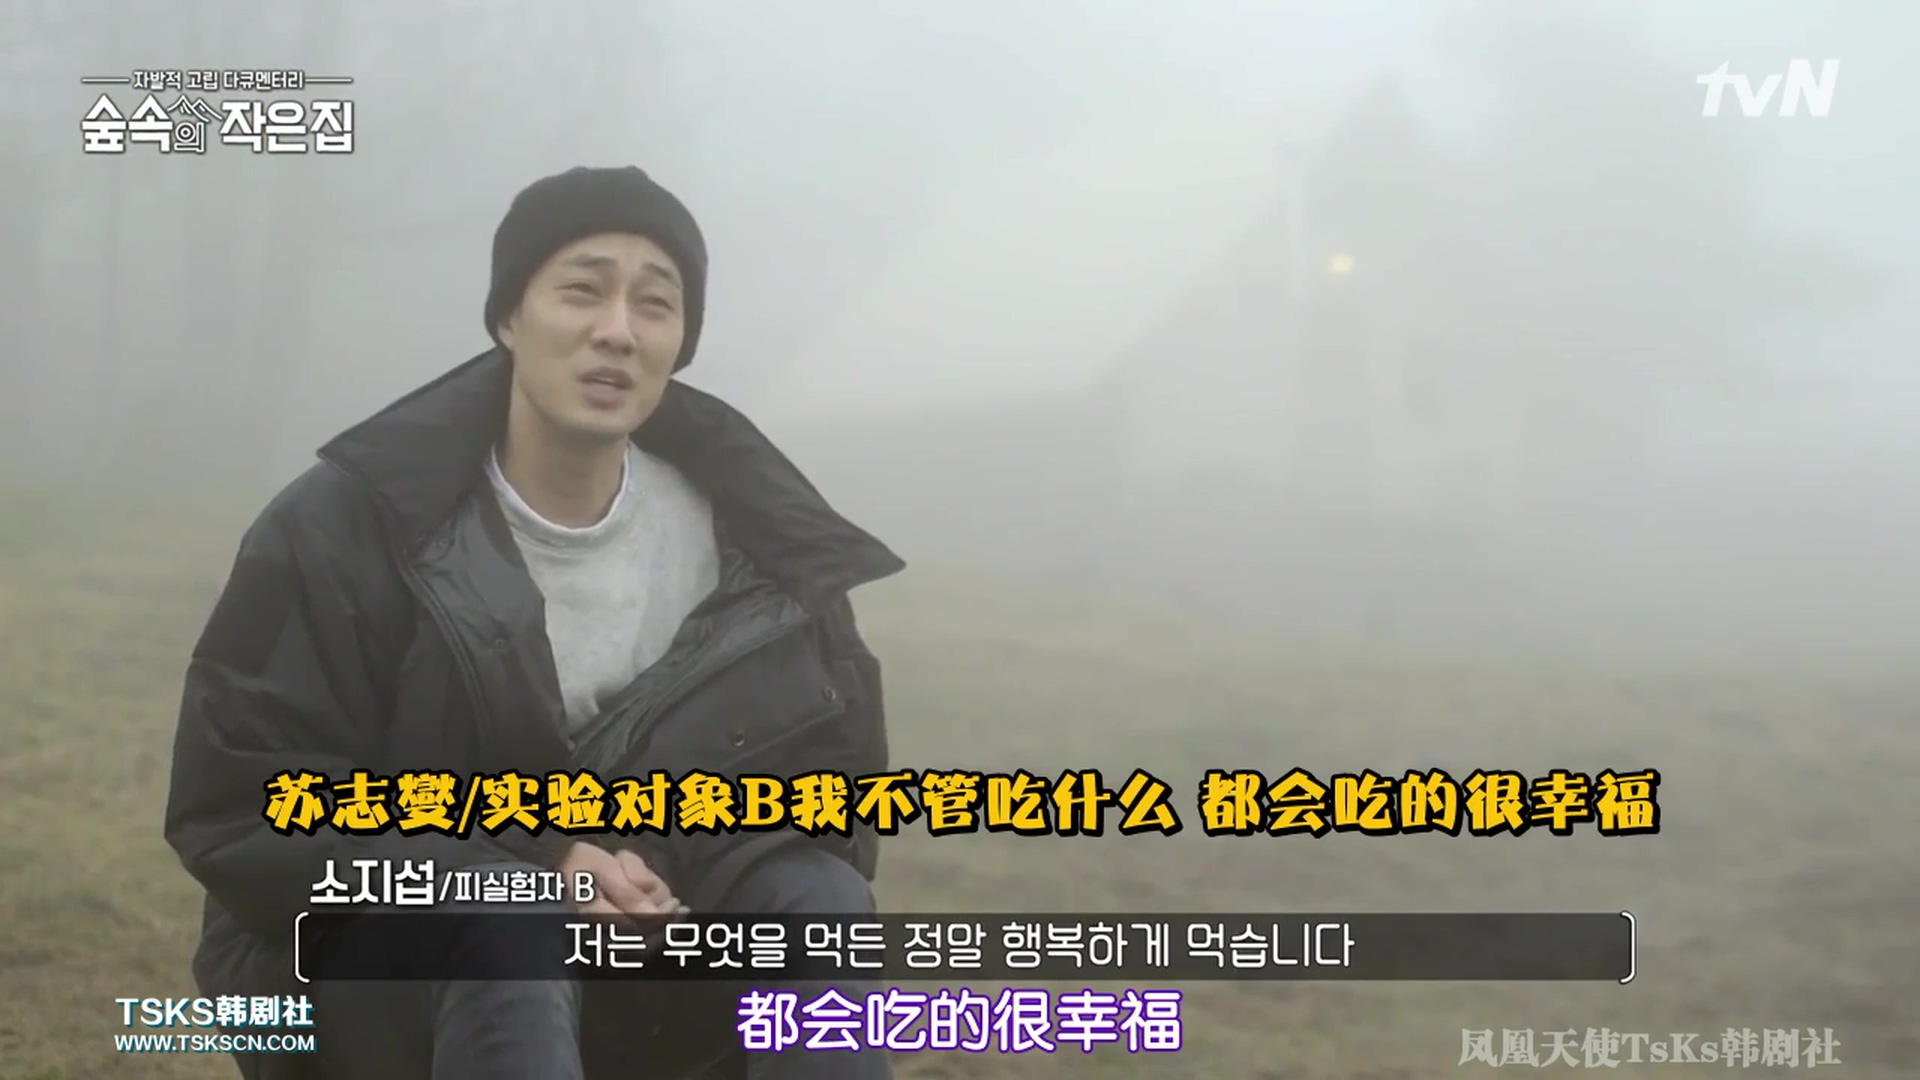 자발적 고립 다큐멘터리
숲속의 작은집
tvN
苏志燮/实验对象B我不管吃什么 都会吃的很幸福
소지섭/피실험자 B
저는 무엇을 먹든 정말 행복하게 먹습니다
都会吃的很幸福
TSKS韩剧社
WWW.TSKSCN.COM
凤凰天使TsKs韩剧社